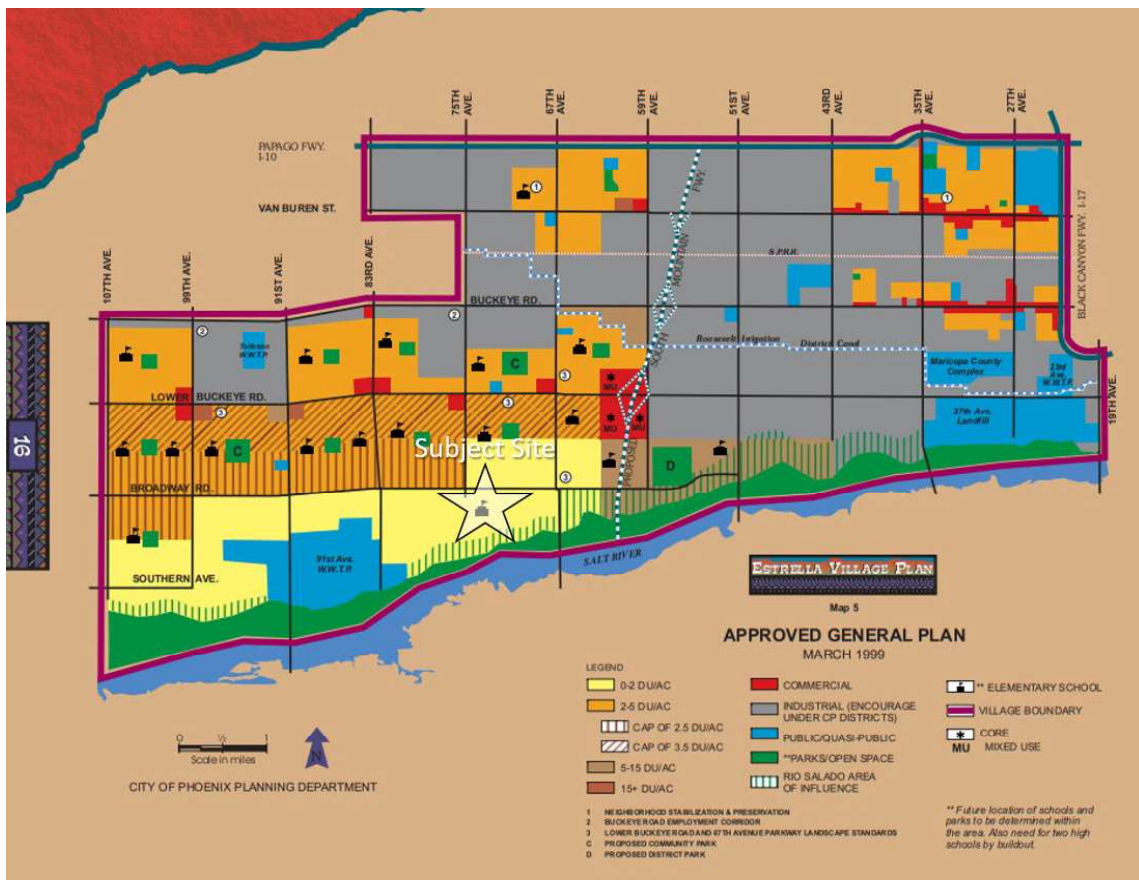 75TH AVE.
67TH AVE.
59TH AVE.
51ST AVE.
43RD AVE.
35TH AVE.
27TH AVE.
PAPAGO FWY.
I-10
FWY.
VAN BUREN ST.
BLACK CANYON FWY. I-17
1
1
S.P.R.R.
MOUNTAIN
107TH AVE.
99TH AVE.
91ST AVE.
83RD AVE.
BUCKEYE RD.
2
2
Tolleson
W.W.T.P.
Roosevelt Irrigation District Canal
SOUTH
Maricopa County
Complex
23rd
Ave.
W.W.T.P.
C
3
MU
LOWER BUCKEYE RD.
3
3
27th Ave.
Landfill
19TH AVE.
MU
MU
16
C
Subject Site
D
PROPOSED
3
BROADWAY RD.
91st Ave.
W.W.T.P.
SALT RIVER
SOUTHERN AVE.
ESTRELLA VILLAGE PLAN
Map 5
APPROVED GENERAL PLAN
MARCH 1999
LEGEND
0-2 DU/AC
2-5 DU/AC
CAP OF 2.5 DU/AC
CAP OF 3.5 DU/AC
5-15 DU/AC
15+ DU/AC
COMMERCIAL
INDUSTRIAL (ENCOURAGE
UNDER CP DISTRICTS)
PUBLIC/QUASI-PUBLIC
**PARKS/OPEN SPACE
RIO SALADO AREA
OF INFLUENCE
** ELEMENTARY SCHOOL
VILLAGE BOUNDARY
* CORE
MU MIXED USE
0 ½ 1
Scale in miles
N
CITY OF PHOENIX PLANNING DEPARTMENT
1 NEIGHBORHOOD STABILIZATION & PRESERVATION
2 BUCKEYE ROAD EMPLOYMENT CORRIDOR
3 LOWER BUCKEYE ROAD AND 67TH AVENUE PARKWAY LANDSCAPE STANDARDS
C PROPOSED COMMUNITY PARK
D PROPOSED DISTRICT PARK
** Future location of schools and
parks to be determined within
the area. Also need for two high
schools by buildout.